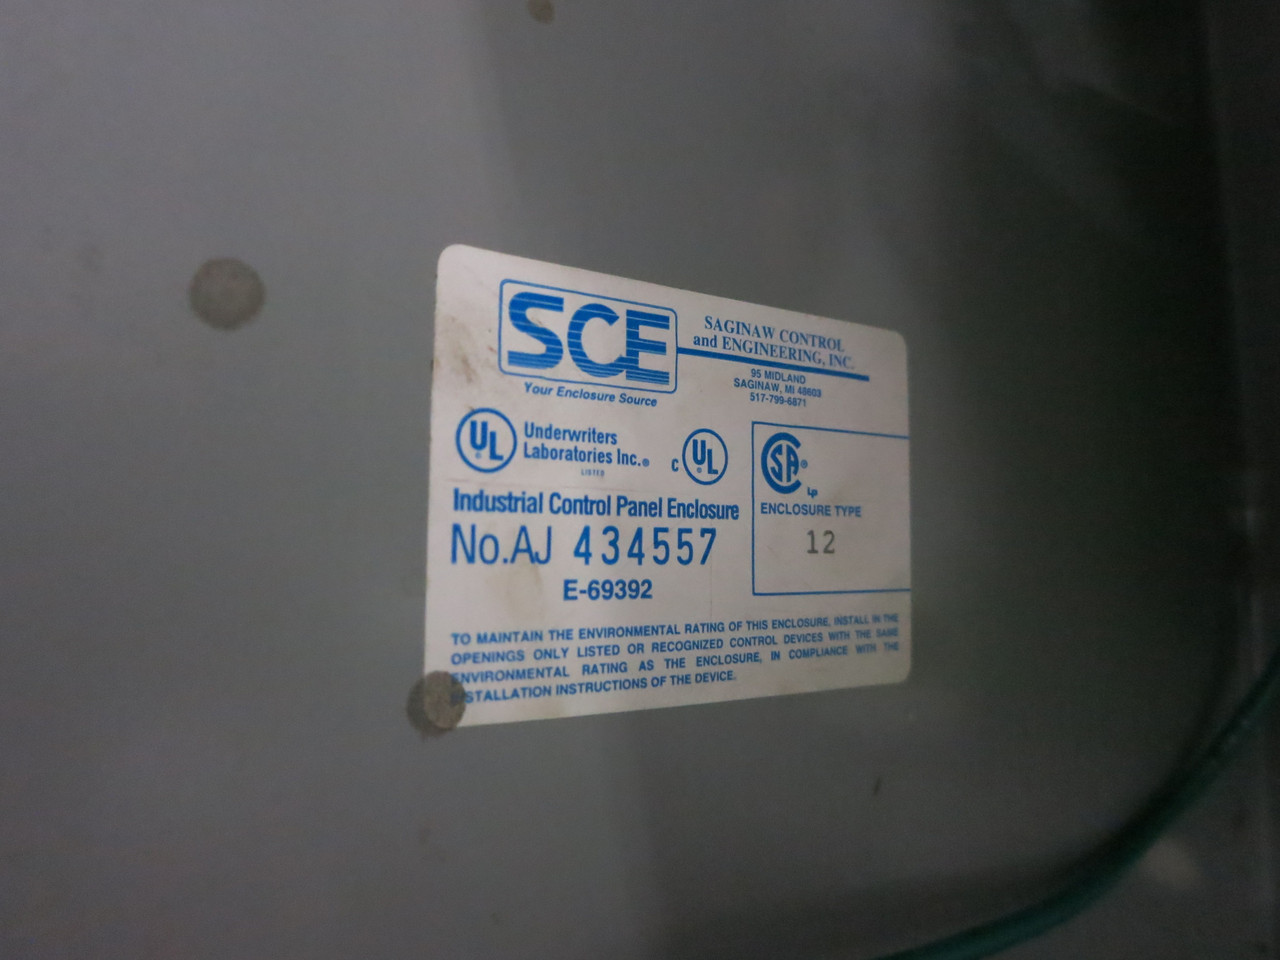 SCE
Your Enclosure Source
SAGINAW CONTROL
and ENGINEERING, INC.
95 MIDLAND
SAGINAW, MI 48603
517-799-6871
UL
Underwriters
Laboratories Inc.®
LISTED
C UL
CSA®
LR
ENCLOSURE TYPE
12
Industrial Control Panel Enclosure
No.AJ 434557
E-69392
TO MAINTAIN THE ENVIRONMENTAL RATING OF THIS ENCLOSURE, INSTALL IN THE
OPENINGS ONLY LISTED OR RECOGNIZED CONTROL DEVICES WITH THE SAME
ENVIRONMENTAL RATING AS THE ENCLOSURE, IN COMPLIANCE WITH THE
INSTALLATION INSTRUCTIONS OF THE DEVICE.